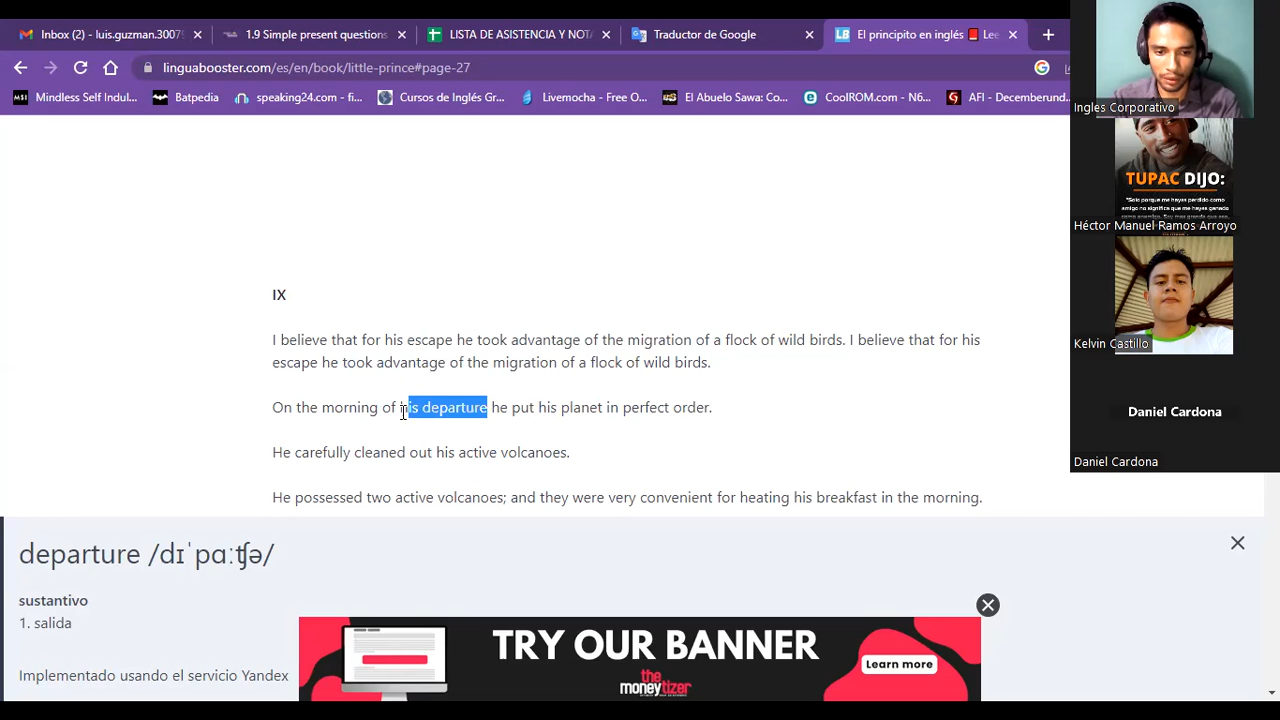 Inbox (2) - luis.guzman.3007
1.9 Simple present questions
LISTA DE ASISTENCIA Y NOTA
Traductor de Google
El principito en inglés
Lee
linguabooster.com/es/en/book/little-prince#page-27
Mindless Self Indul...
Batpedia
speaking24.com - fi...
Cursos de Inglés Gr...
Livemocha - Free O...
El Abuelo Sawa: Co...
CoolROM.com - N6...
AFI - Decemberund...
Ingles Corporativo
TUPAC DIJO:
Héctor Manuel Ramos Arroyo
Kelvin Castillo
Daniel Cardona
Daniel Cardona
IX
I believe that for his escape he took advantage of the migration of a flock of wild birds. I believe that for his
escape he took advantage of the migration of a flock of wild birds.
On the morning of his departure he put his planet in perfect order.
He carefully cleaned out his active volcanoes.
He possessed two active volcanoes; and they were very convenient for heating his breakfast in the morning.
departure /dɪˈpɑːʧə/
sustantivo
1. salida
Implementado usando el servicio Yandex
TRY OUR BANNER
the
moneytizer
Learn more